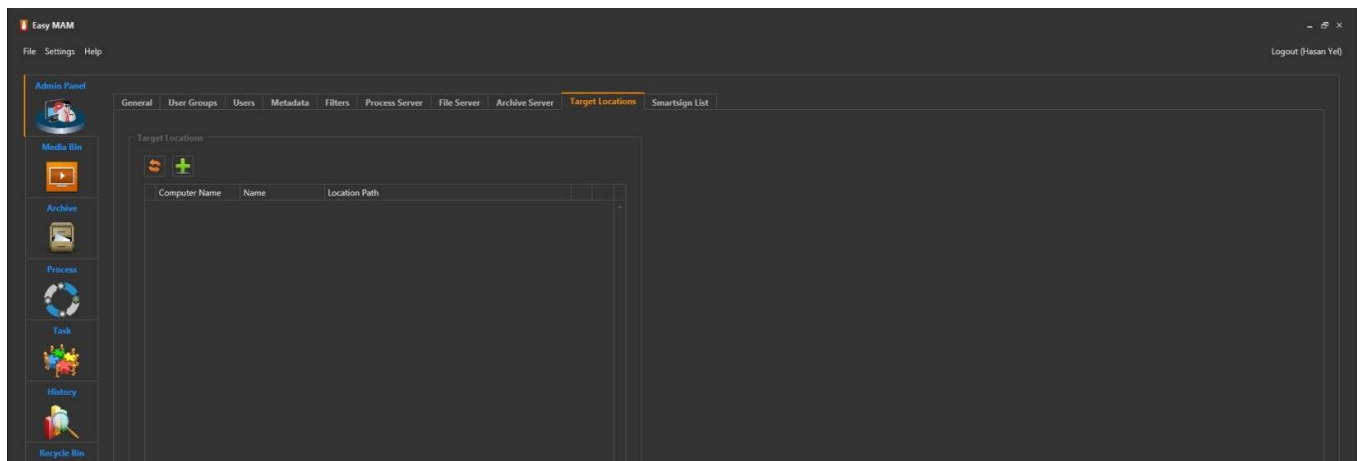 Easy MAM
File Settings Help
Logout (Hasan Yel)
Admin Panel
General User Groups Users Metadata Filters Process Server File Server Archive Server Target Locations Smartsign List
Target Locations
Media Bin
Computer Name Name Location Path
Archive
Process
Task
History
Recycle Bin